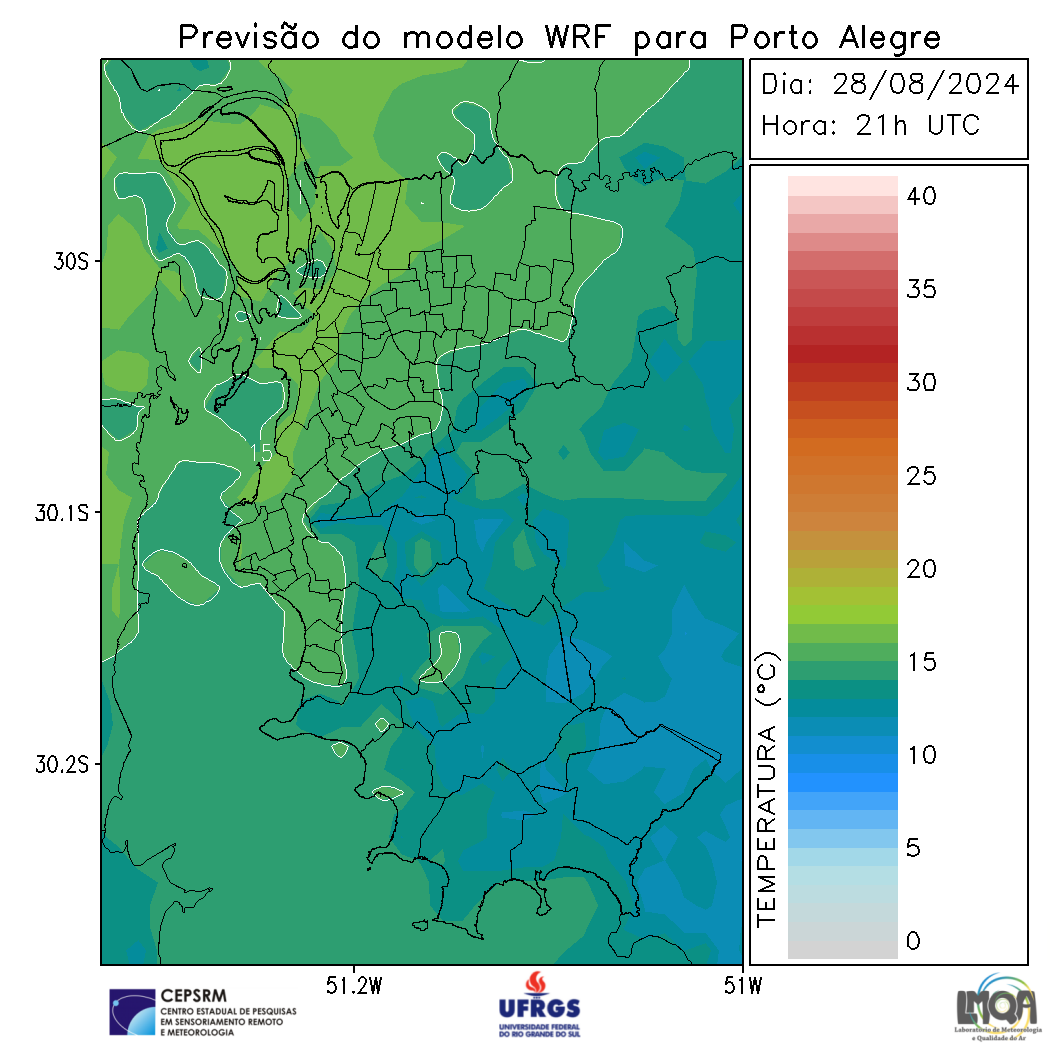 Previsão do modelo WRF para Porto Alegre
Dia: 28/08/2024
Hora: 21h UTC
40
35
30
25
20
15
10
5
0
TEMPERATURA (°C)
30S
30.1S
30.2S
15
51.2W
51W
CEPSRM
CENTRO ESTADUAL DE PESQUISAS
EM SENSORIAMENTO REMOTO
E METEOROLOGIA
UFRGS
UNIVERSIDADE FEDERAL
DO RIO GRANDE DO SUL
LMQA
Laboratório de Meteorologia
e Qualidade do Ar